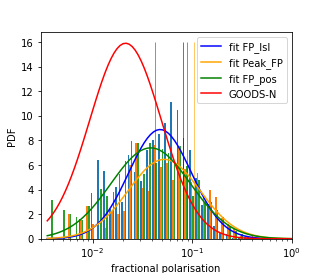 fit FP_lsl
fit Peak_FP
fit FP_pos
GOODS-N
16
14
12
10
8
6
4
2
0
PDF
10⁻² 10⁻¹ 10⁰
fractional polarisation